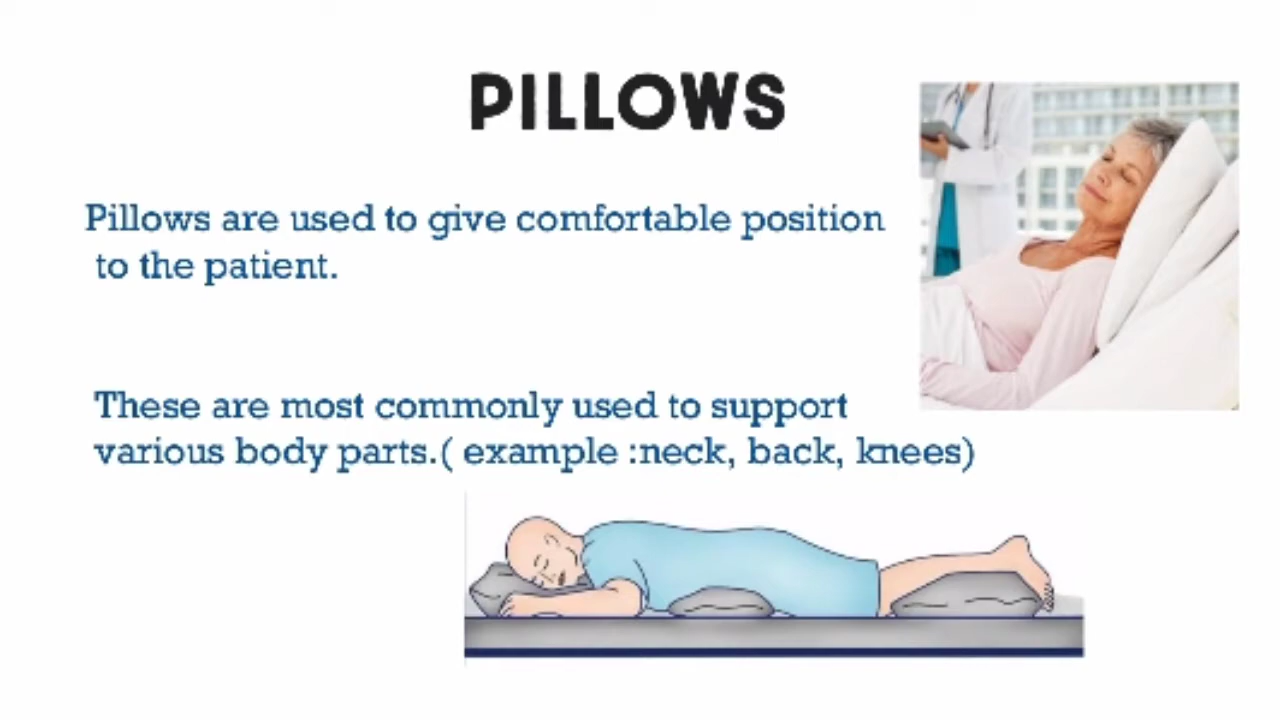 PILLOWS
Pillows are used to give comfortable position
to the patient.
These are most commonly used to support
various body parts.( example :neck, back, knees)